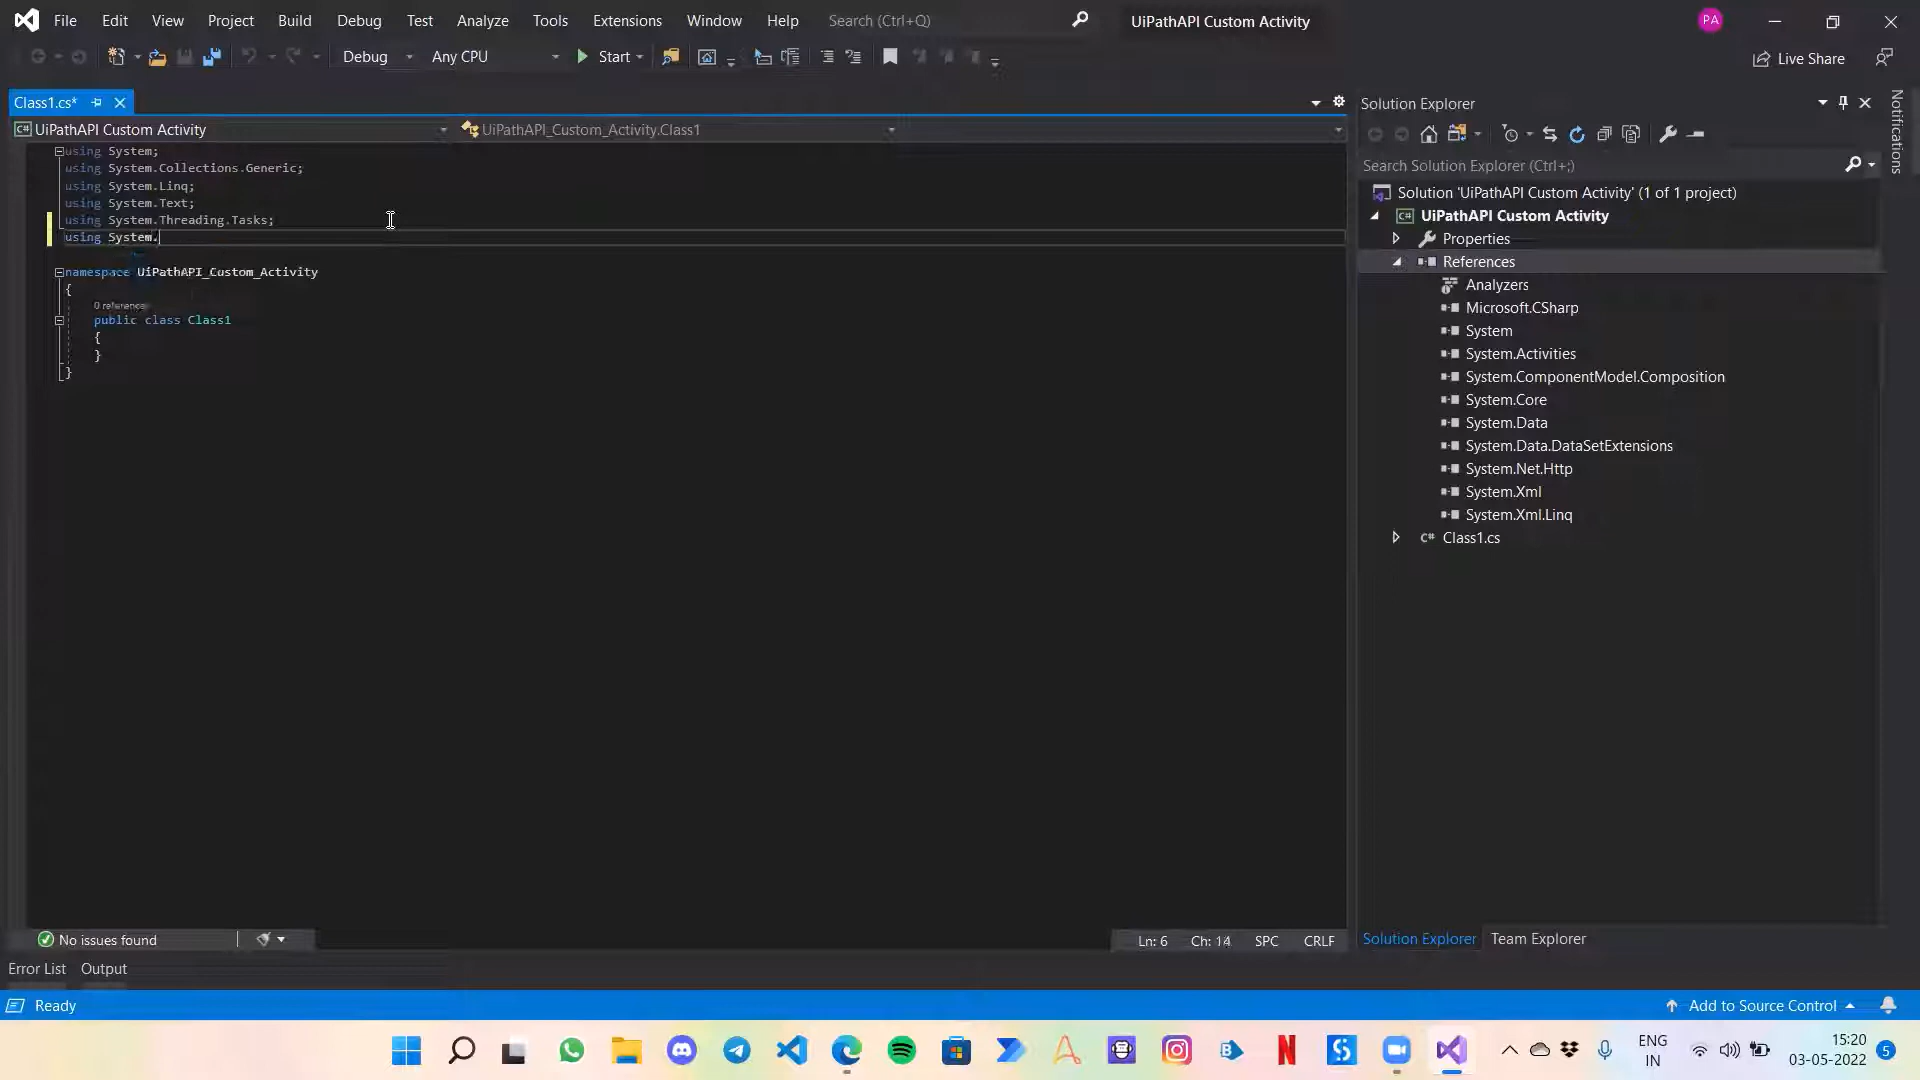 File Edit View Project Build Debug Test Analyze Tools Extensions Window Help Search (Ctrl+Q) UiPathAPI Custom Activity PA
Debug Any CPU Start Live Share
Class1.cs*
UiPathAPI Custom Activity UiPathAPI_Custom_Activity.Class1
using System;
using System.Collections.Generic;
using System.Linq;
using System.Text;
using System.Threading.Tasks;
using System.
namespace UiPathAPI_Custom_Activity
{
0 references
public class Class1
{
}
}
No issues found
Ln: 6 Ch: 14 SPC CRLF
Error List Output
Solution Explorer
Search Solution Explorer (Ctrl+;)
Solution 'UiPathAPI Custom Activity' (1 of 1 project)
UiPathAPI Custom Activity
Properties
References
Analyzers
Microsoft.CSharp
System
System.Activities
System.ComponentModel.Composition
System.Core
System.Data
System.Data.DataSetExtensions
System.Net.Http
System.Xml
System.Xml.Linq
C# Class1.cs
Solution Explorer Team Explorer
Notifications
Ready Add to Source Control
ENG
IN
15:20
03-05-2022
5